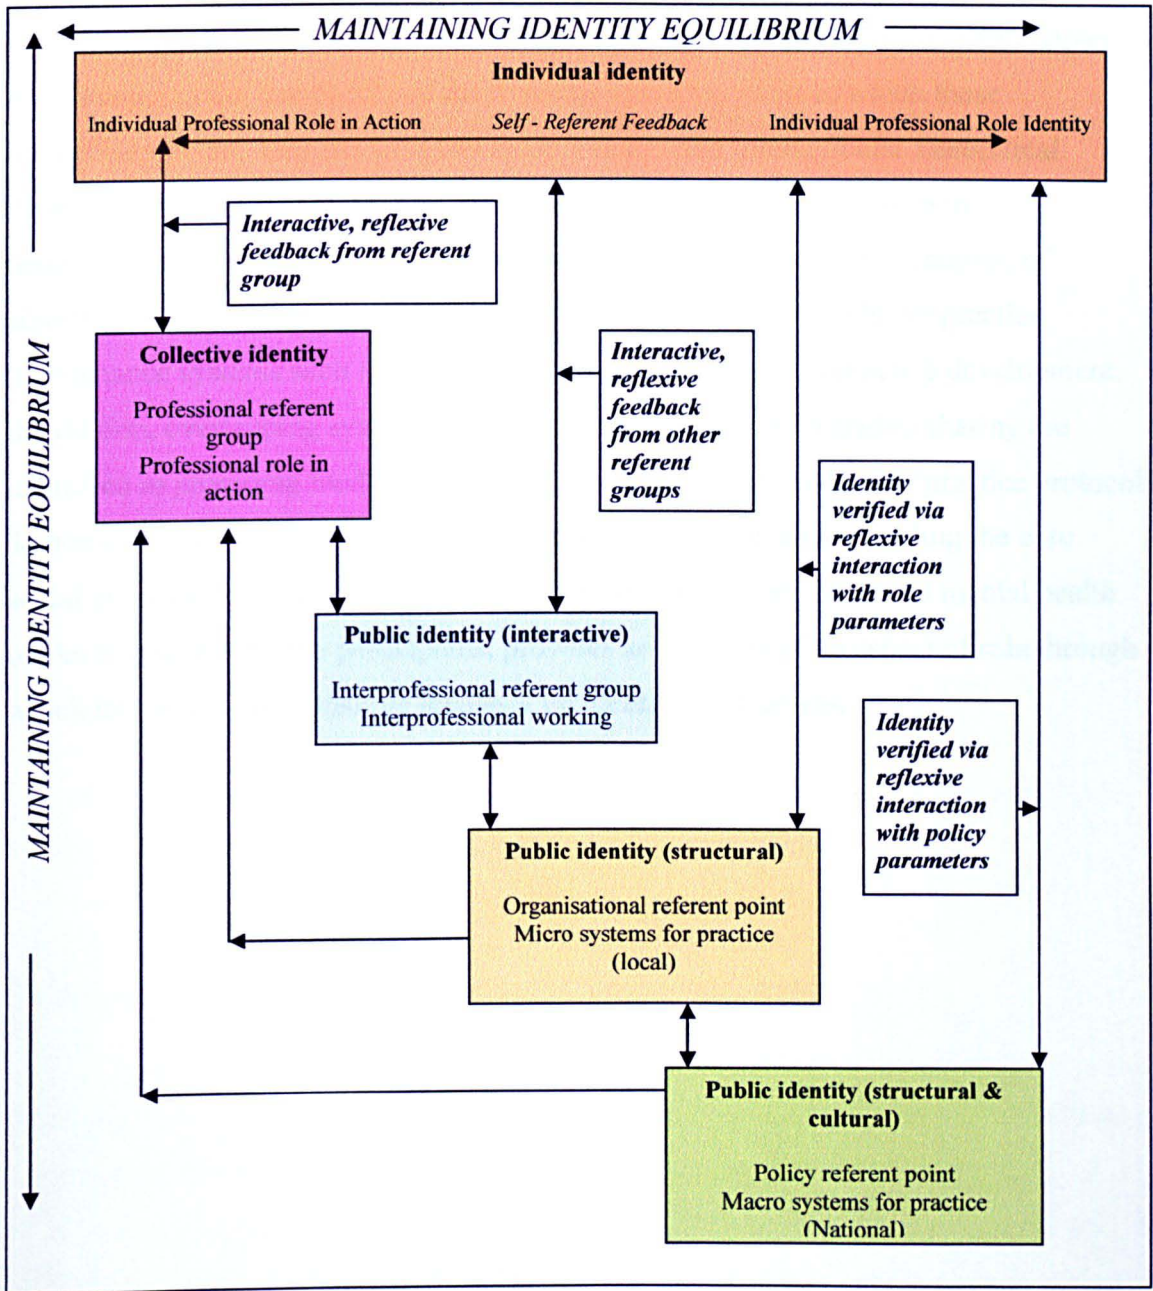 MAINTAINING IDENTITY EQUILIBRIUM
Individual identity
Individual Professional Role in Action
Self - Referent Feedback
Individual Professional Role Identity
Interactive, reflexive
feedback from referent
group
MAINTAINING IDENTITY EQUILIBRIUM
Collective identity
Professional referent
group
Professional role in
action
Interactive,
reflexive
feedback
from other
referent
groups
Identity
verified via
reflexive
interaction
with role
parameters
Public identity (interactive)
Interprofessional referent group
Interprofessional working
Identity
verified via
reflexive
interaction
with policy
parameters
Public identity (structural)
Organisational referent point
Micro systems for practice
(local)
Public identity (structural &
cultural)
Policy referent point
Macro systems for practice
(National)